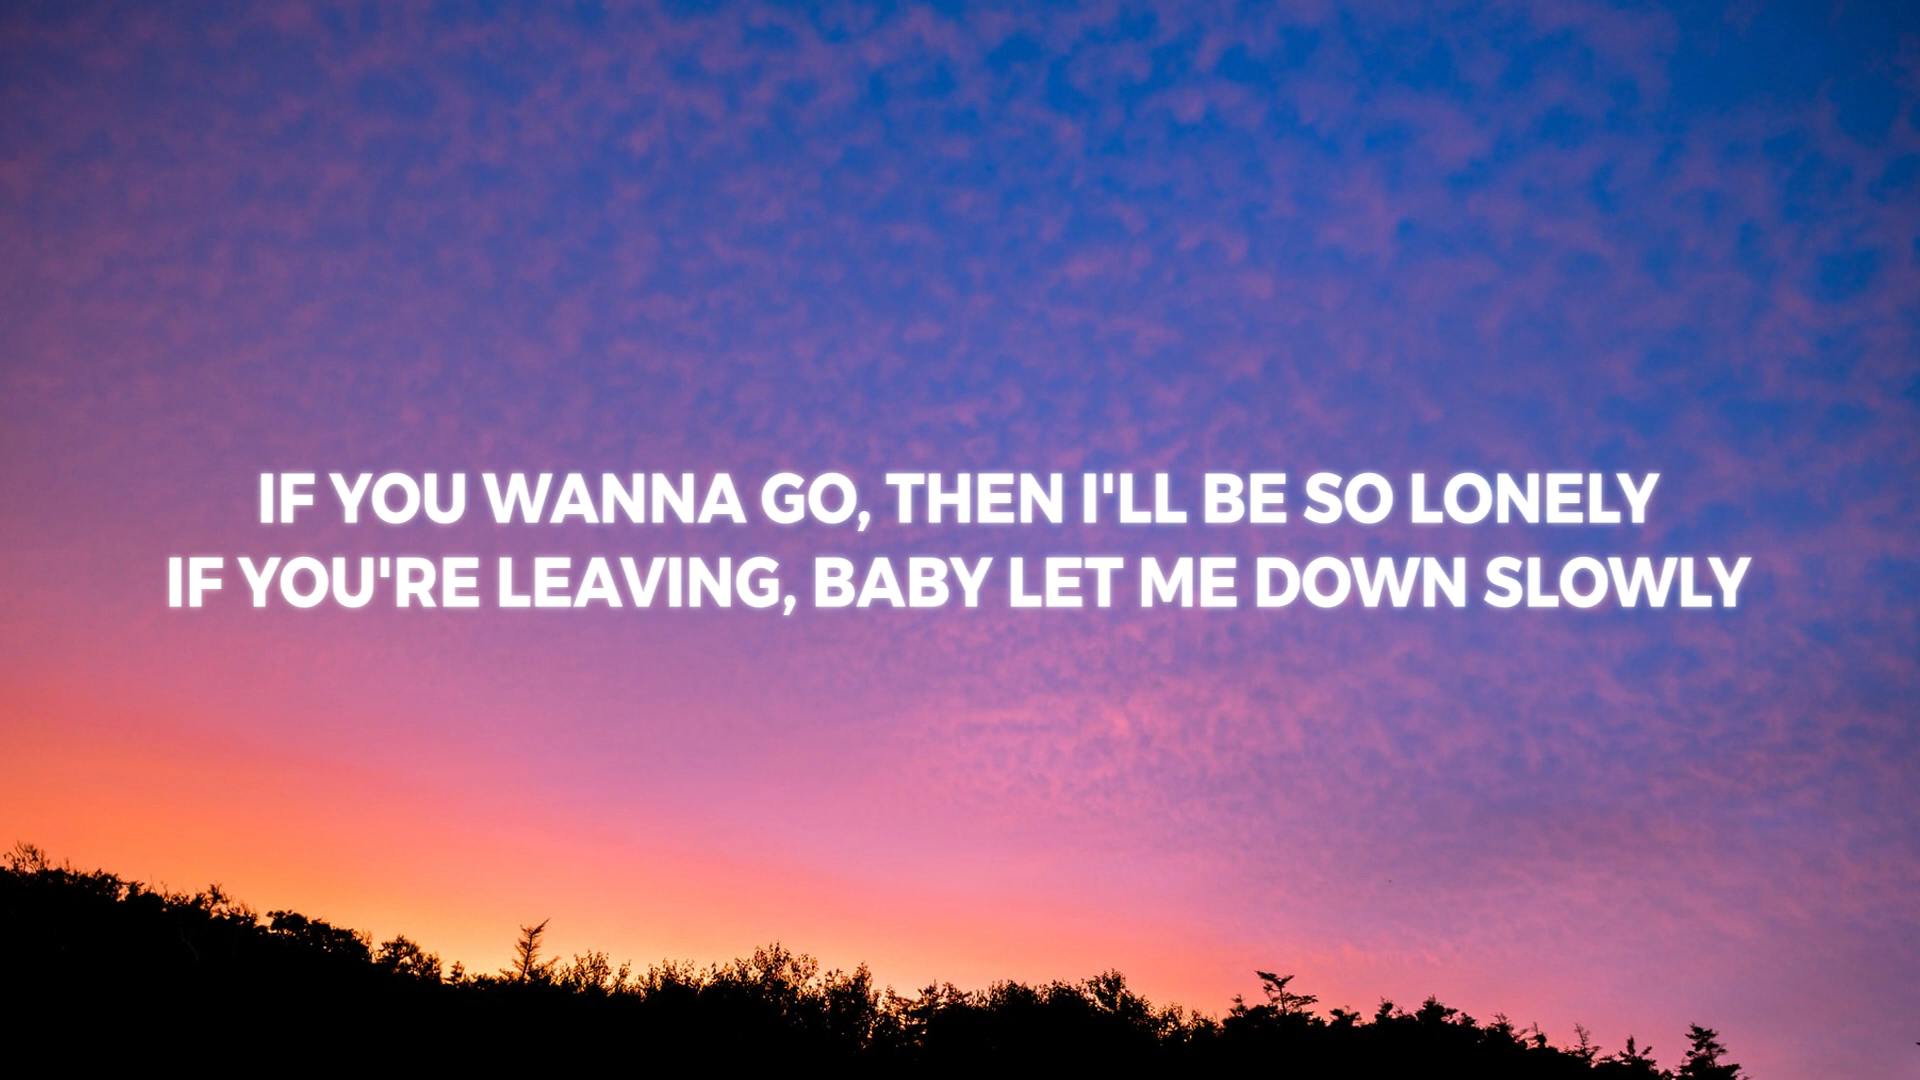 IF YOU WANNA GO, THEN I'LL BE SO LONELY
IF YOU'RE LEAVING, BABY LET ME DOWN SLOWLY